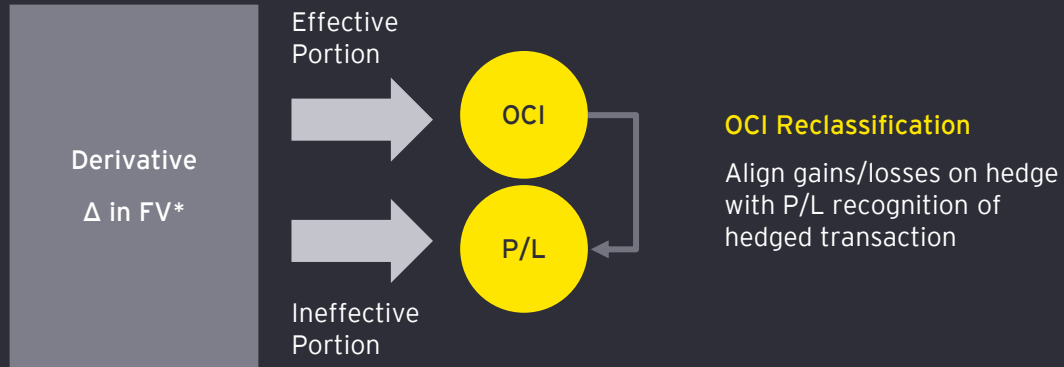 Effective
Portion
Derivative
Δ in FV*
OCI
P/L
Ineffective
Portion
OCI Reclassification
Align gains/losses on hedge
with P/L recognition of
hedged transaction